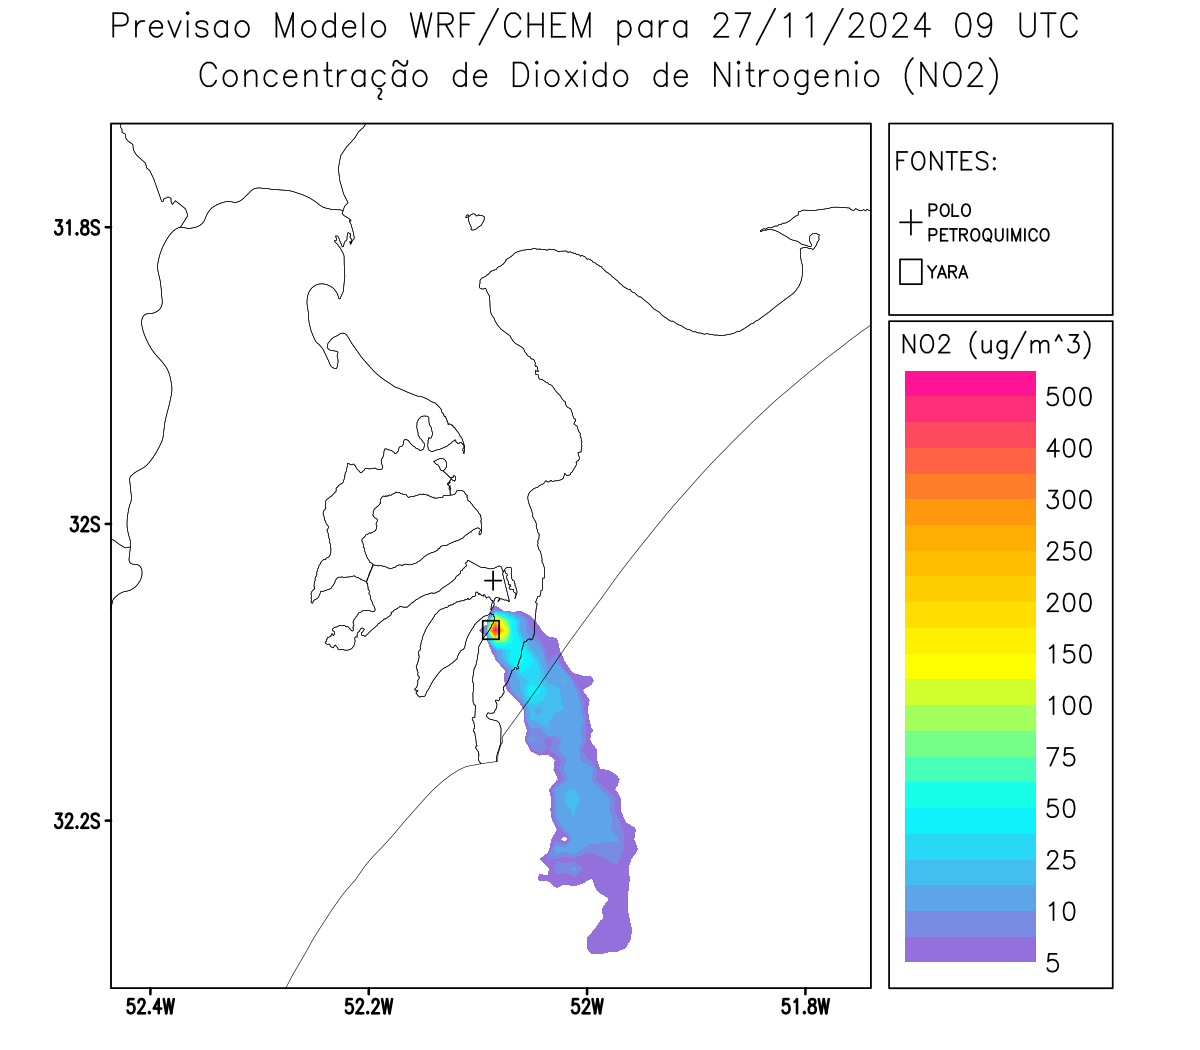 Previsao Modelo WRF/CHEM para 27/11/2024 09 UTC
Concentração de Dioxido de Nitrogenio (NO2)
FONTES:
POLO
PETROQUIMICO
YARA
NO2 (ug/m^3)
500
400
300
250
200
150
100
75
50
25
10
5
31.8S
32S
32.2S
52.4W
52.2W
52W
51.8W